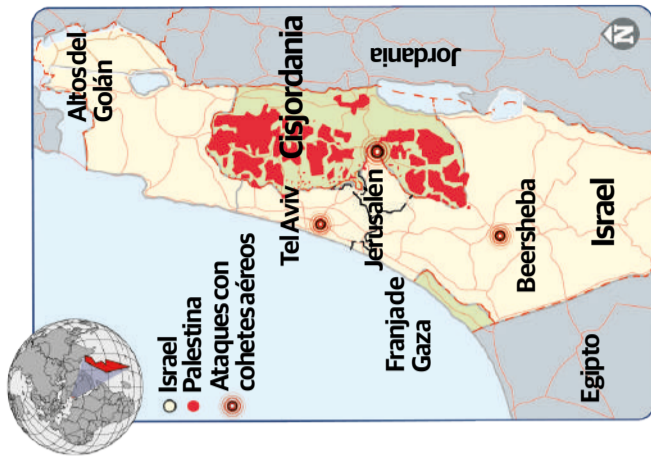 Altos del
Golán
Cisjordania
Jordania
Tel Aviv
Jerusalén
Franja de
Gaza
Beersheba
Israel
Egipto
Israel
Palestina
Ataques con
cohetes aéreos
N